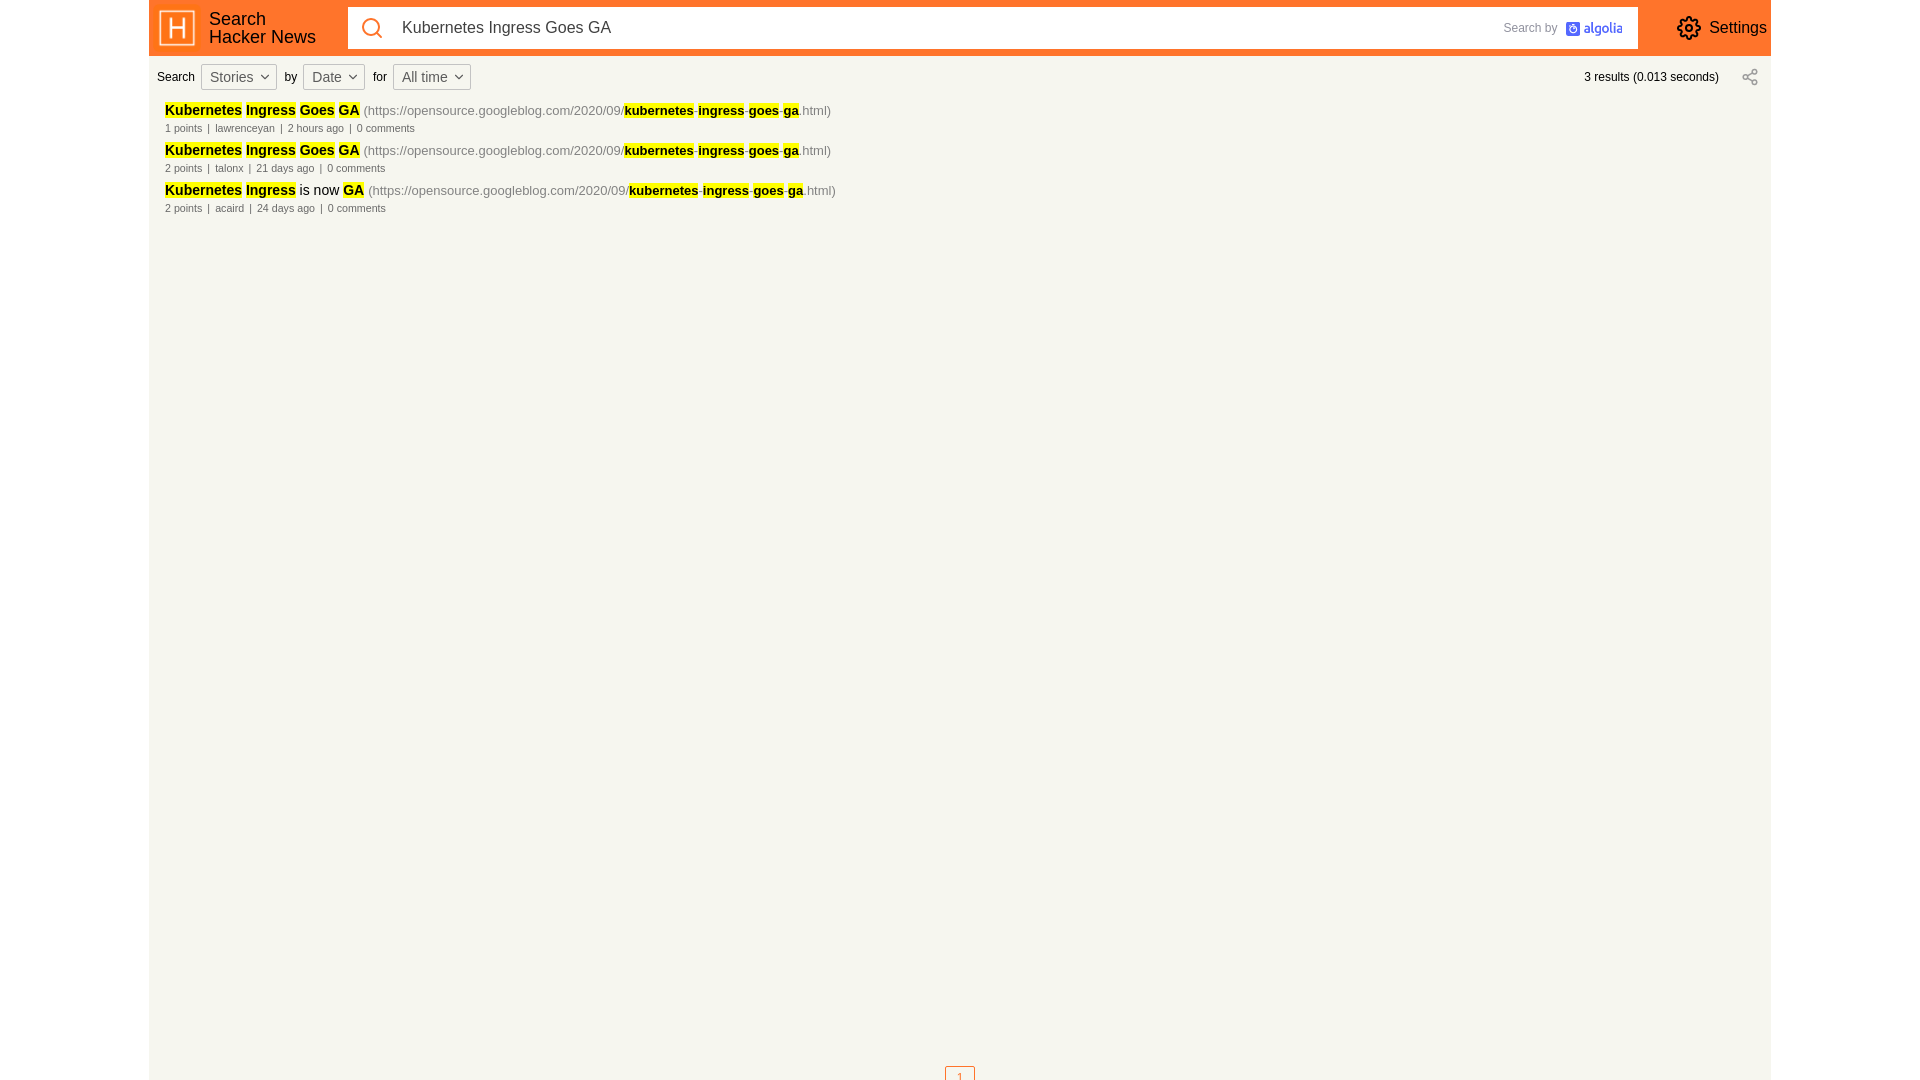 Search
Hacker News
Kubernetes Ingress Goes GA
Search by algolia
Settings
Search Stories by Date for All time
3 results (0.013 seconds)
Kubernetes Ingress Goes GA (https://opensource.googleblog.com/2020/09/kubernetes-ingress-goes-ga.html)
1 points | lawrenceyan | 2 hours ago | 0 comments
Kubernetes Ingress Goes GA (https://opensource.googleblog.com/2020/09/kubernetes-ingress-goes-ga.html)
2 points | talonx | 21 days ago | 0 comments
Kubernetes Ingress is now GA (https://opensource.googleblog.com/2020/09/kubernetes-ingress-goes-ga.html)
2 points | acaird | 24 days ago | 0 comments
1